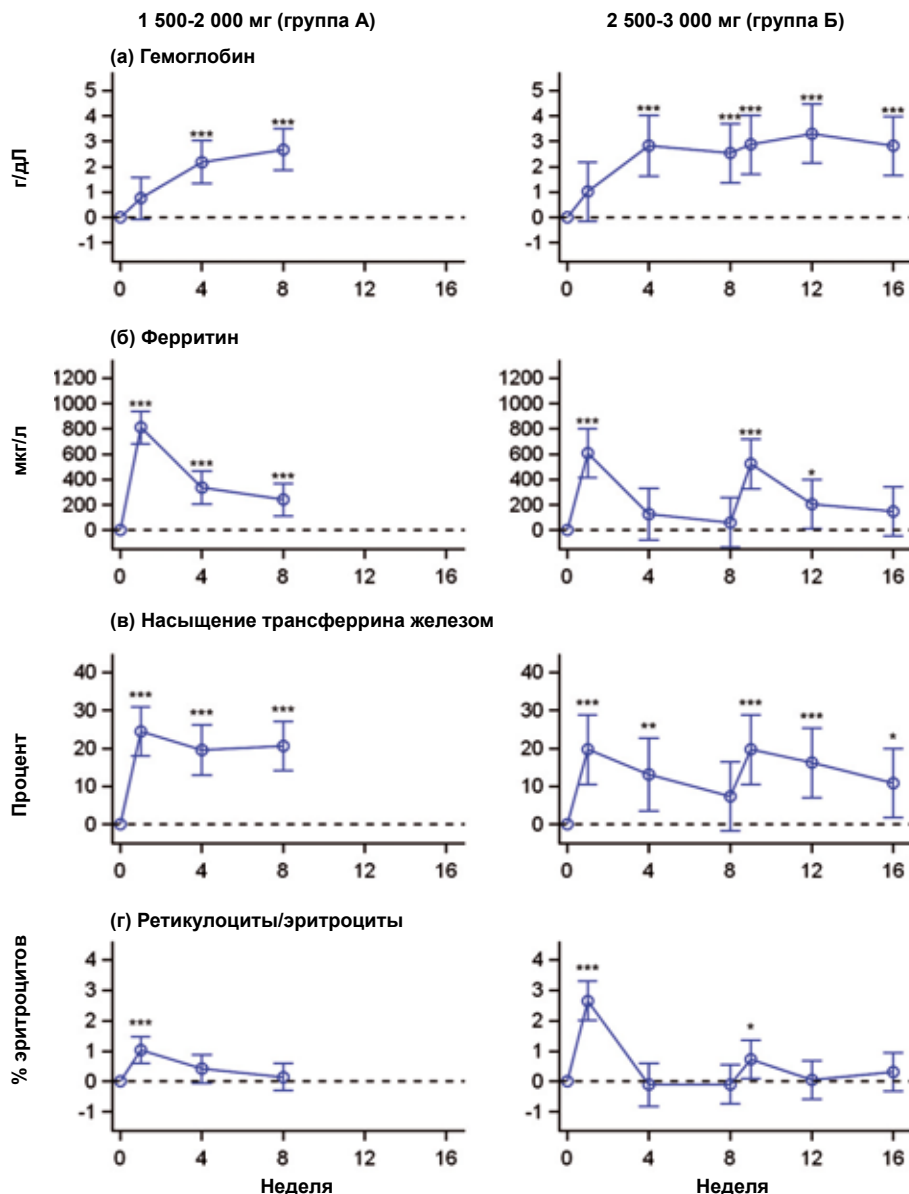 1 500-2 000 мг (группа А)
2 500-3 000 мг (группа Б)
(а) Гемоглобин
г/дЛ
5
4
3
2
1
0
-1
*** ***
0 4 8 12 16
5
4
3
2
1
0
-1
*** *** *** *** ***
0 4 8 12 16
(б) Ферритин
мкг/л
1200
1000
800
600
400
200
0
*** *** ***
0 4 8 12 16
1200
1000
800
600
400
200
0
*** *** *
0 4 8 12 16
(в) Насыщение трансферрина железом
Процент
40
30
20
10
0
*** *** ***
0 4 8 12 16
40
30
20
10
0
*** ** *** *** *
0 4 8 12 16
(г) Ретикулоциты/эритроциты
% эритроцитов
4
3
2
1
0
-1
***
0 4 8 12 16
Неделя
4
3
2
1
0
-1
*** *
0 4 8 12 16
Неделя